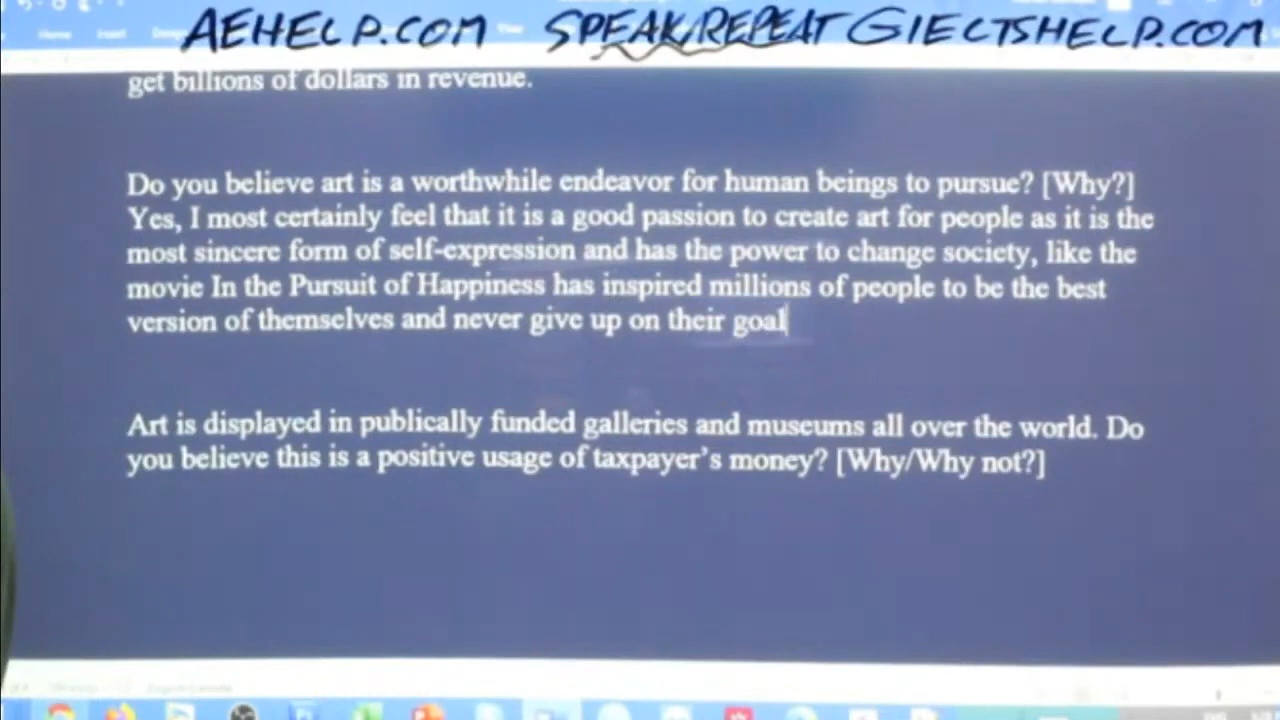 AEHELP.COM SPEAK/REPEAT GIELTSHELP.COM
Home Insert
get billions of dollars in revenue.
Do you believe art is a worthwhile endeavor for human beings to pursue? [Why?]
Yes, I most certainly feel that it is a good passion to create art for people as it is the
most sincere form of self-expression and has the power to change society, like the
movie In the Pursuit of Happiness has inspired millions of people to be the best
version of themselves and never give up on their goal
Art is displayed in publically funded galleries and museums all over the world. Do
you believe this is a positive usage of taxpayer's money? [Why/Why not?]